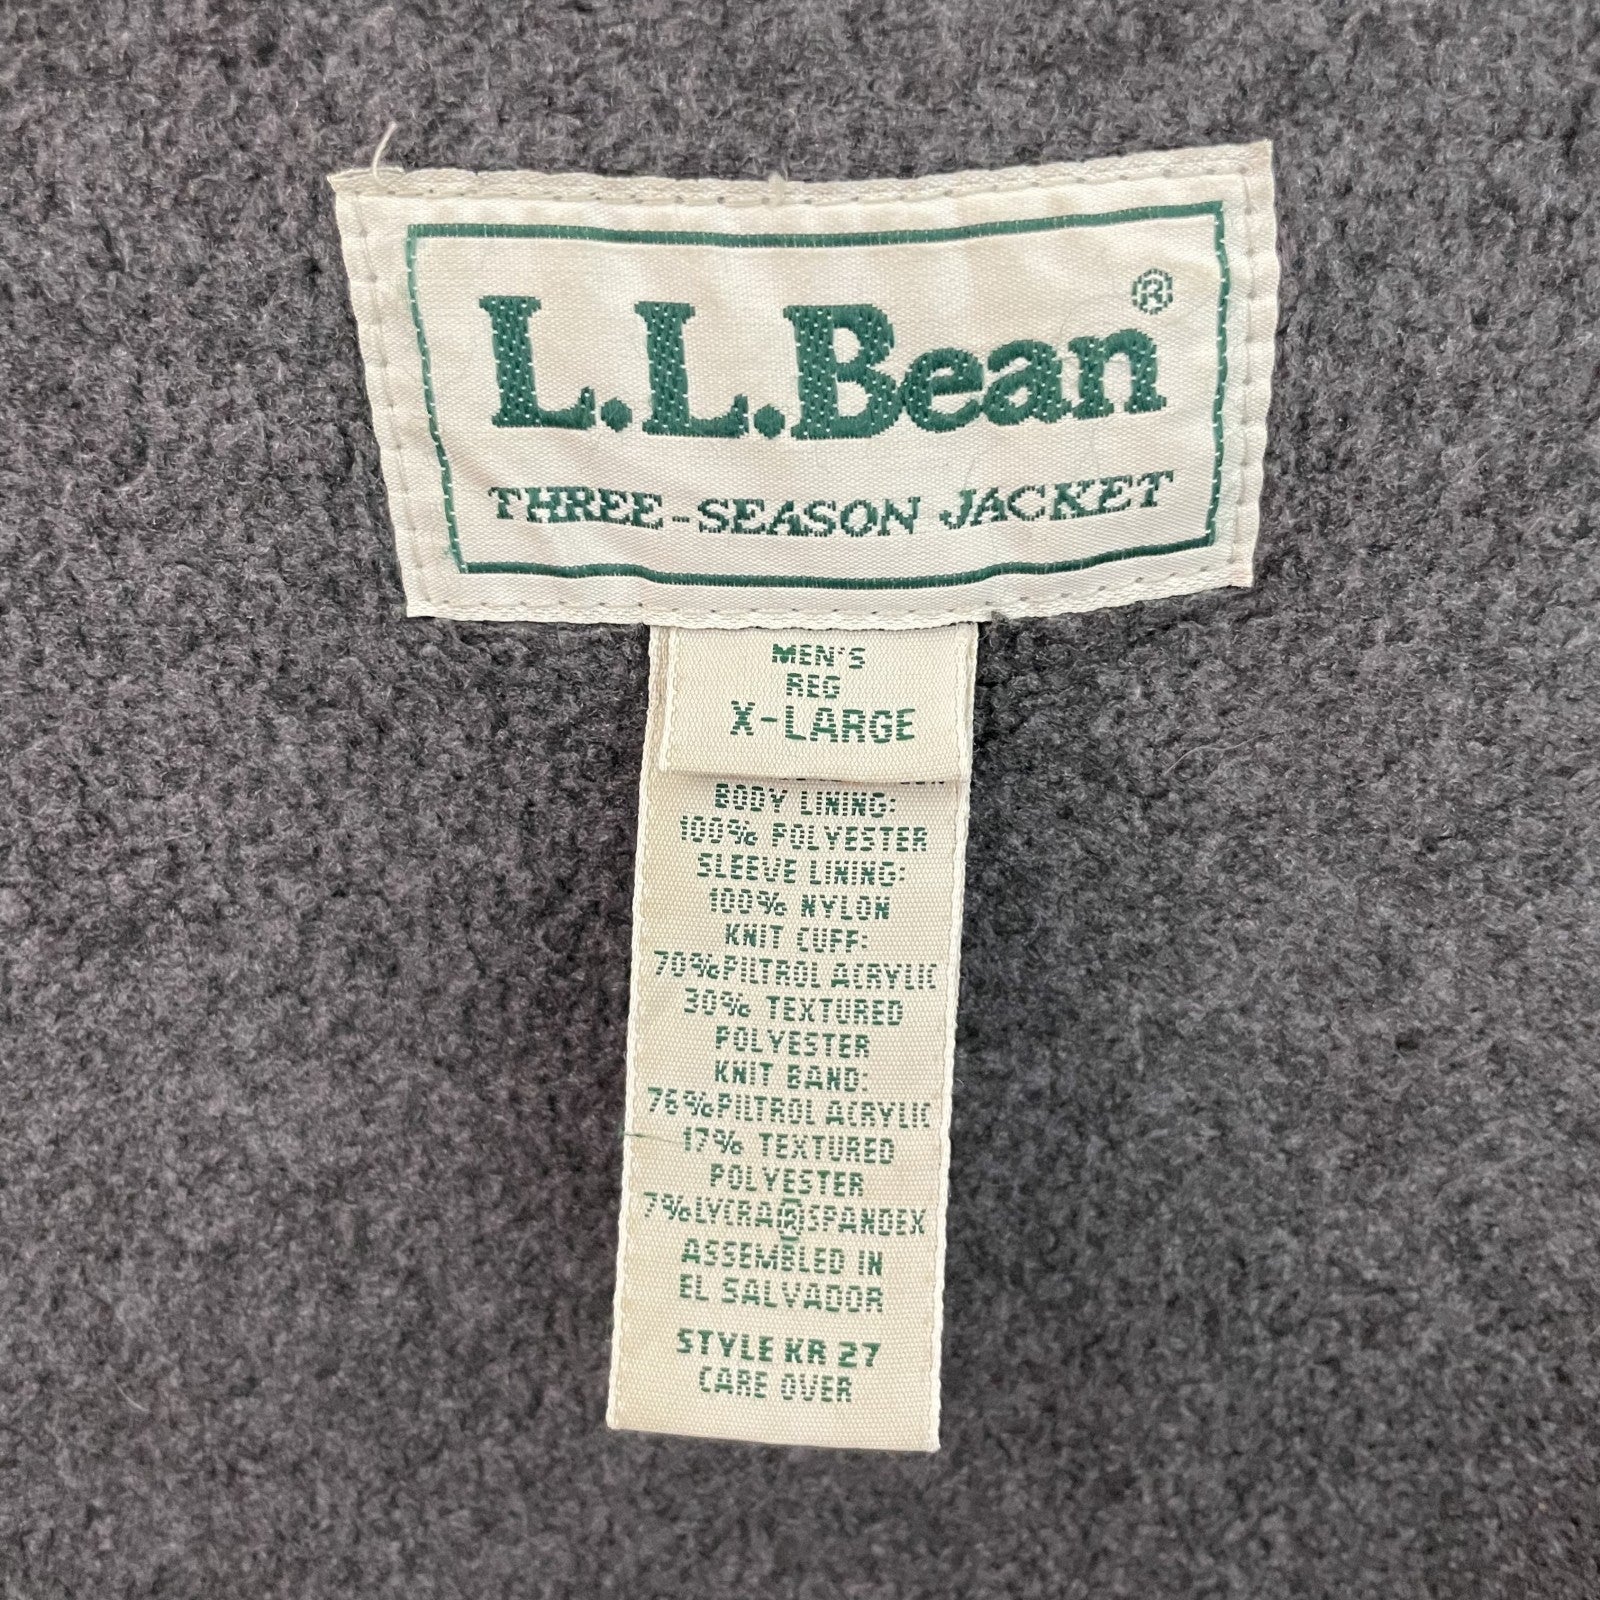 L.L.Bean®
THREE-SEASON JACKET
MEN'S
REG
X-LARGE
BODY LINING:
100% POLYESTER
SLEEVE LINING:
100% NYLON
KNIT CUFF:
70% PILTROL ACRYLIC
30% TEXTURED
POLYESTER
KNIT BAND:
76% PILTROL ACRYLIC
17% TEXTURED
POLYESTER
7% LYCRA® SPANDEX
ASSEMBLED IN
EL SALVADOR
STYLE KR 27
CARE OVER